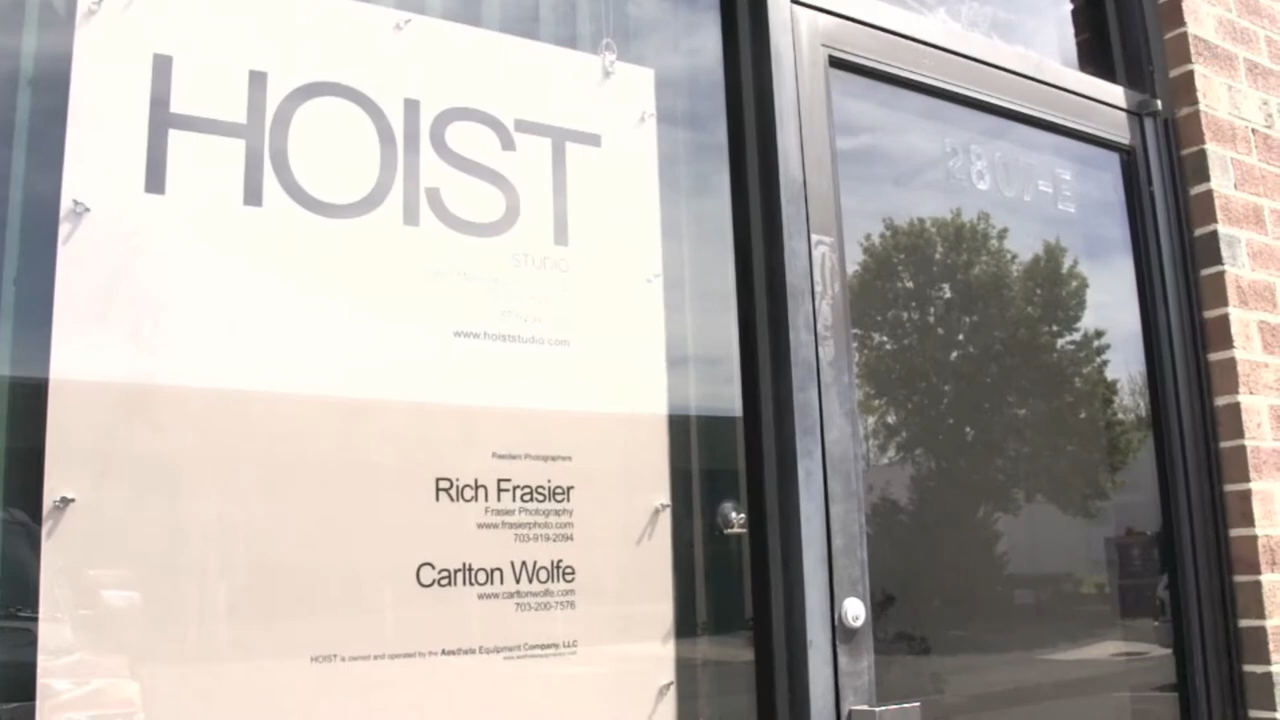 HOIST
STUDIO
www.hoiststudio.com
Resident Photographers
Rich Frasier
Frasier Photography
www.frasierphoto.com
703-919-2094
Carlton Wolfe
www.carltonwolfe.com
703-200-7576
HOIST is owned and operated by the Aesthete Equipment Company, LLC
2807-E